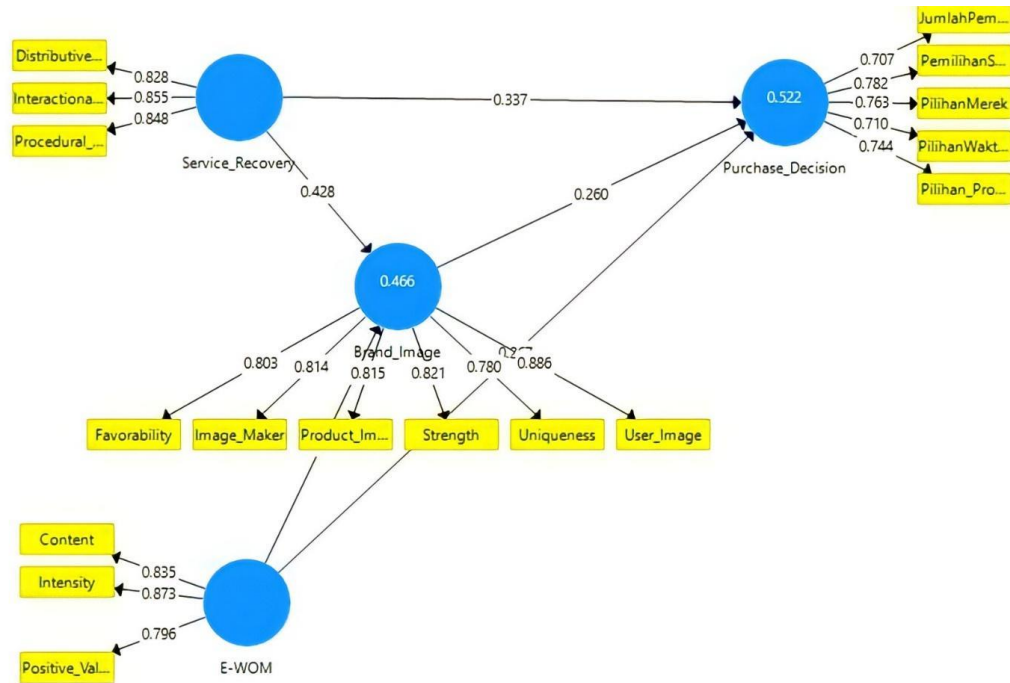 JumlahPem...
Distributive...
0.828
0.707
PemilihanS...
0.782
Interactiona...
0.855
0.337
0.522
0.763
PilihanMerek
Procedural_...
0.848
0.710
PilihanWakt...
0.744
Service_Recovery
Purchase_Decision
Pilihan_Pro...
0.428
0.260
0.466
Brand_Image
0.803
0.814
0.815
0.821
0.780
0.886
Favorability
Image_Maker
Product_Im...
Strength
Uniqueness
User_Image
Content
0.835
Intensity
0.873
0.796
Positive_Val...
E-WOM